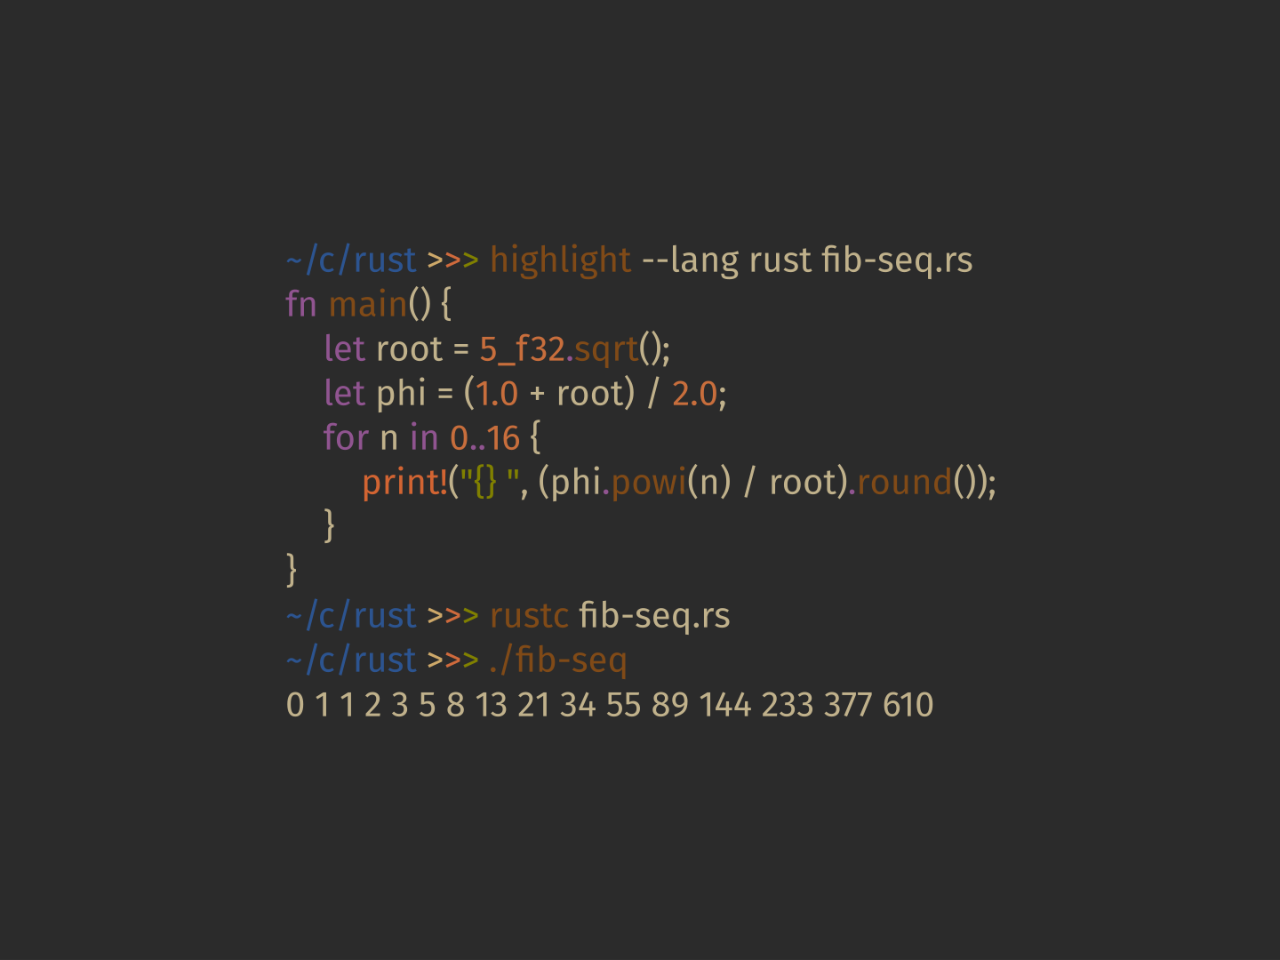 ~/c/rust >>> highlight --lang rust fib-seq.rs
fn main() {
    let root = 5_f32.sqrt();
    let phi = (1.0 + root) / 2.0;
    for n in 0..16 {
        print!("{} ", (phi.powi(n) / root).round());
    }
}
~/c/rust >>> rustc fib-seq.rs
~/c/rust >>> ./fib-seq
0 1 1 2 3 5 8 13 21 34 55 89 144 233 377 610